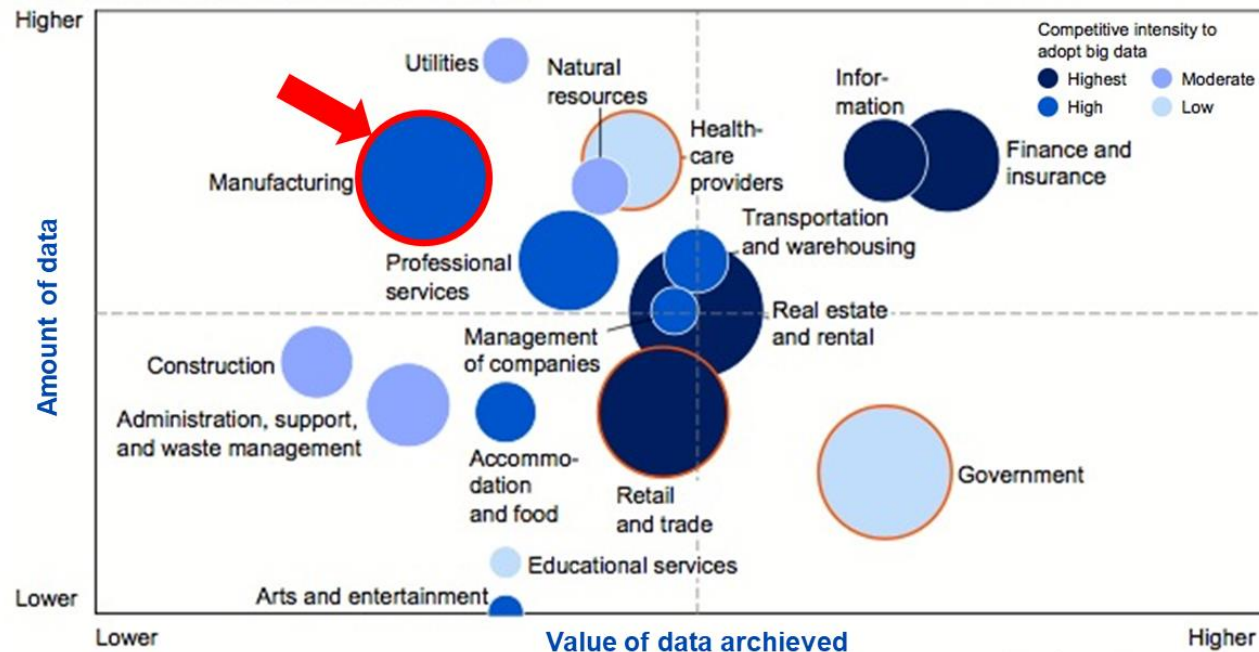 Higher
Utilities
Natural
resources
Infor-
mation
Competitive intensity to
adopt big data
Highest
Moderate
High
Low
Health-
care
providers
Finance and
insurance
Manufacturing
Transportation
and warehousing
Professional
services
Amount of data
Management
of companies
Real estate
and rental
Construction
Administration, support,
and waste management
Accommo-
dation
and food
Retail
and trade
Government
Educational services
Arts and entertainment
Lower
Lower
Value of data archieved
Higher